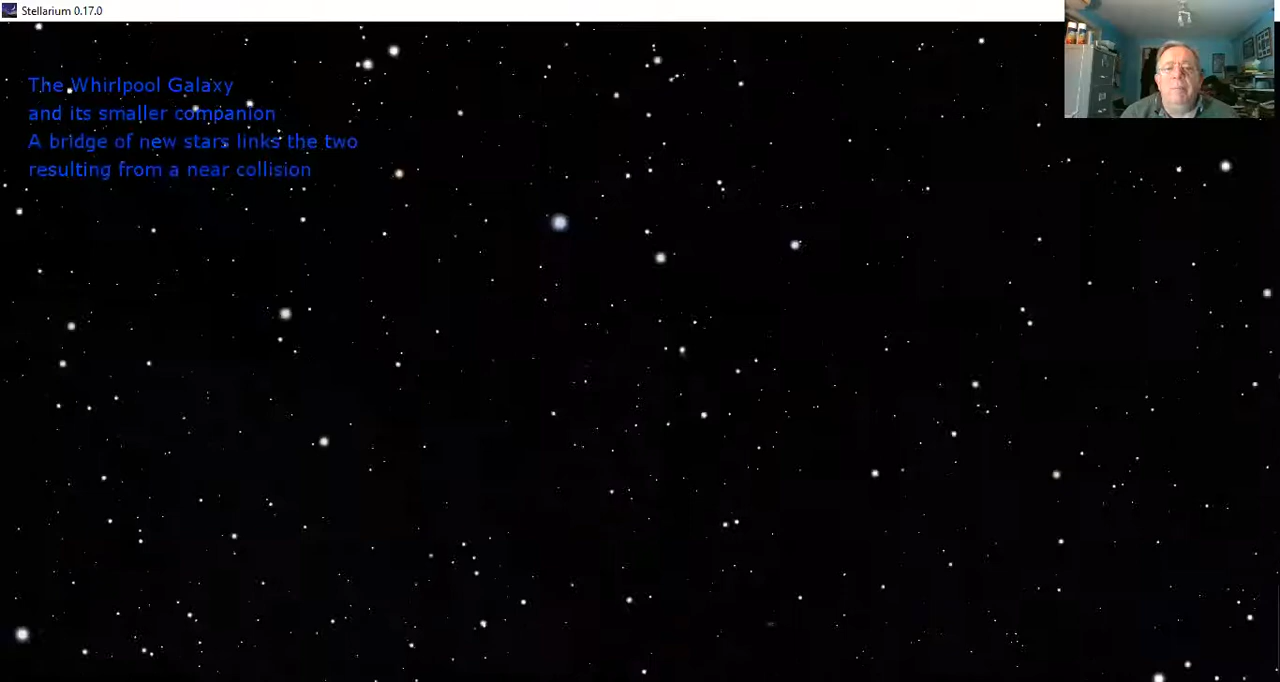 Stellarium 0.17.0
The Whirlpool Galaxy
and its smaller companion
A bridge of new stars links the two
resulting from a near collision